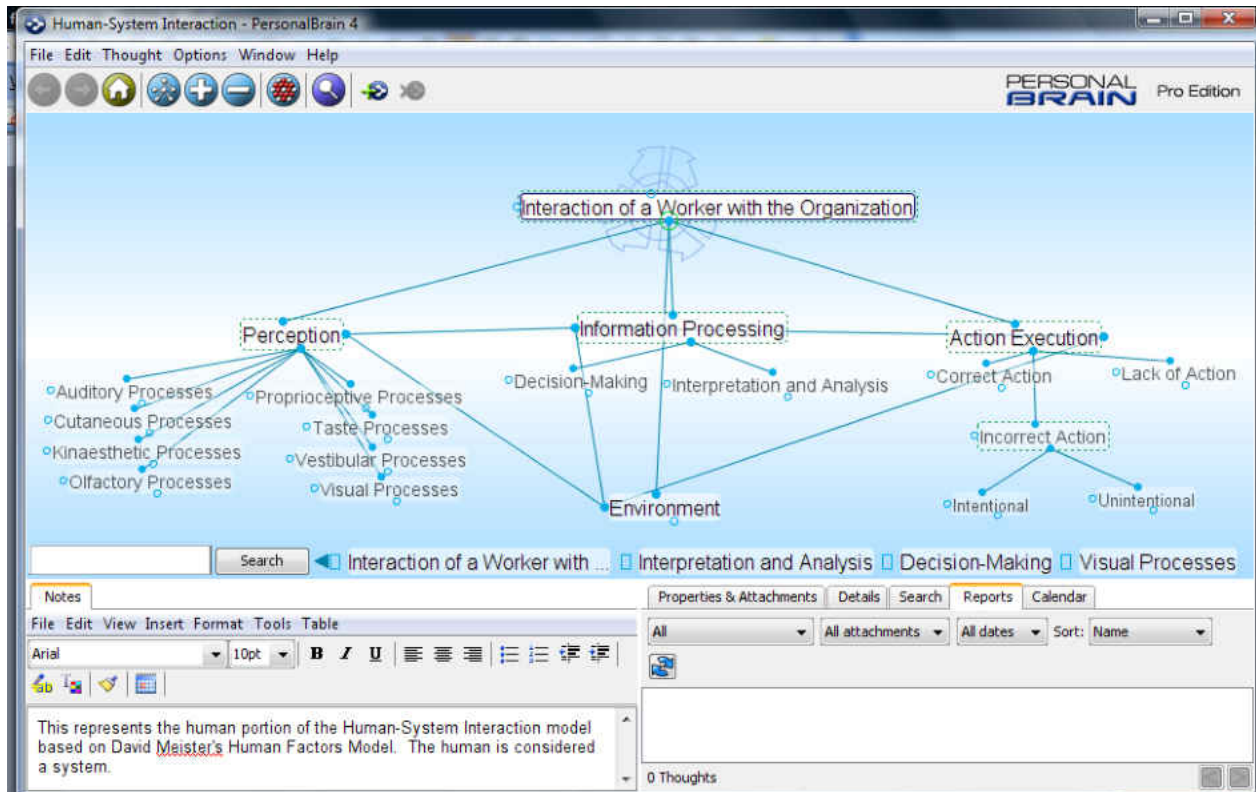 Human-System Interaction - PersonalBrain 4
File Edit Thought Options Window Help
PERSONAL BRAIN Pro Edition
Interaction of a Worker with the Organization
Perception
Information Processing
Action Execution
Auditory Processes
Proprioceptive Processes
Decision-Making
Interpretation and Analysis
Correct Action
Lack of Action
Cutaneous Processes
Taste Processes
Incorrect Action
Kinaesthetic Processes
Vestibular Processes
Olfactory Processes
Visual Processes
Environment
Intentional
Unintentional
Search
Interaction of a Worker with ... Interpretation and Analysis Decision-Making Visual Processes
Notes
File Edit View Insert Format Tools Table
Arial 10pt B I U
This represents the human portion of the Human-System Interaction model
based on David Meister's Human Factors Model. The human is considered
a system.
Properties & Attachments Details Search Reports Calendar
All All attachments All dates Sort: Name
0 Thoughts